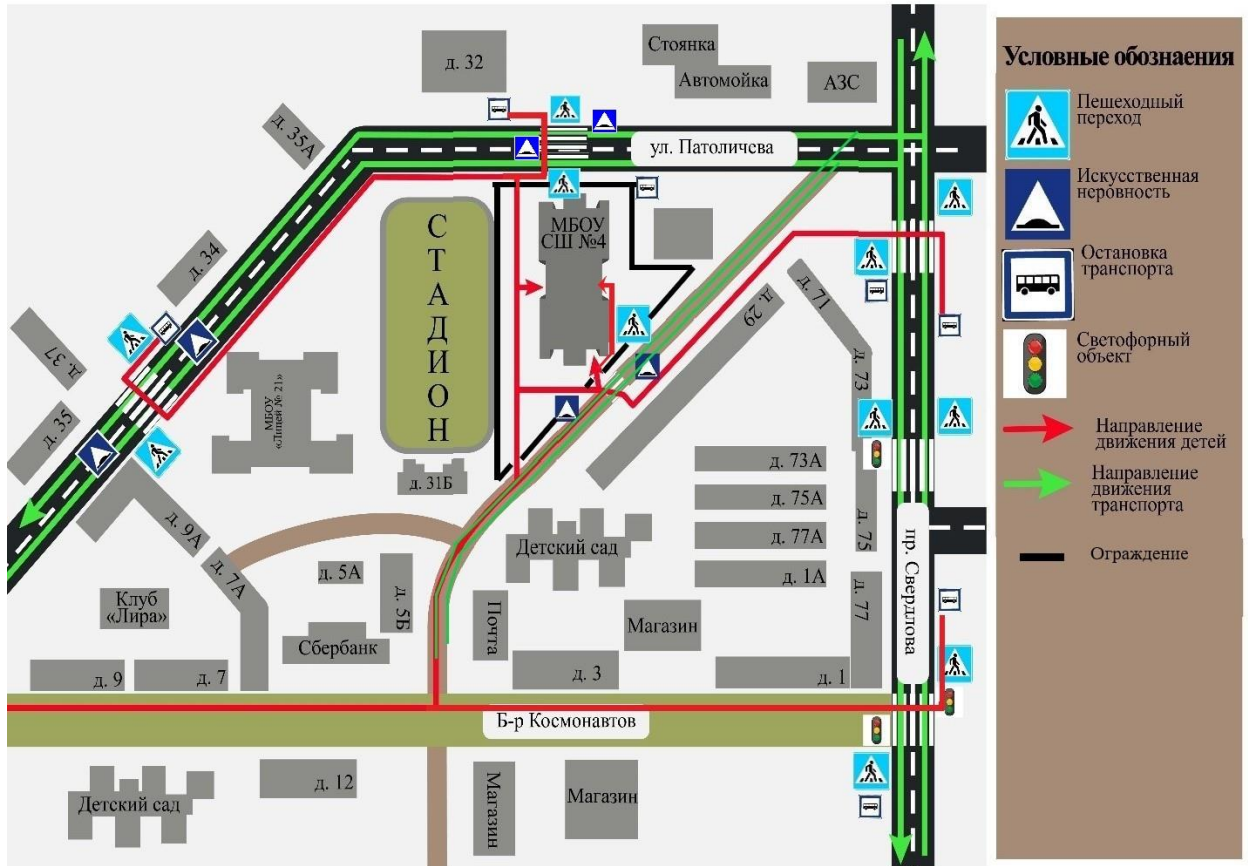 д. 32
Стоянка
Автомойка
АЗС
д. 35А
ул. Патоличева
МБОУ
СШ №4
СТАДИОН
д. 34
д. 37
д. 35
МБОУ
«Лицей № 21»
д. 29
д. 71
д. 73
д. 31Б
д. 73А
д. 75А
д. 77А
д. 1А
д. 75
д. 77
д. 9А
д. 7А
д. 5А
д. 5Б
Детский сад
Клуб
«Лира»
Сбербанк
Почта
Магазин
пр. Свердлова
д. 9
д. 7
д. 3
д. 1
Б-р Космонавтов
Детский сад
д. 12
Магазин
Магазин
Условные обознаения
Пешеходный
переход
Искусственная
неровность
Остановка
транспорта
Светофорный
объект
Направление
движения детей
Направление
движения
транспорта
Ограждение